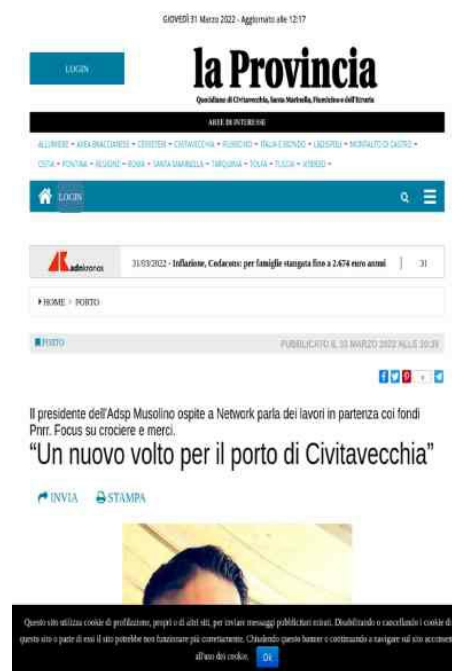 GIOVEDÌ 31 Marzo 2022 - Aggiornato alle 12:17
LOGIN
la Provincia
Quotidiano di Civitavecchia, Santa Marinella, Fiumicino e dell'Etruria
AREE DI INTERESSE
ALLUMIERE AREA BRACCIANESE CERVETERI CIVITAVECCHIA FIUMICINO ITALIA E MONDO LADISPOLI MONTALTO DI CASTRO
OSTIA PONTINA REGIONE ROMA SANTA MARINELLA TARQUINIA TOLFA TUSCIA VITERBO
LOGIN
adnkronos
31/03/2022 - Inflazione, Codacons: per famiglie stangata fino a 2.674 euro annui | 31
HOME > PORTO
PORTO
PUBBLICATO IL 31 MARZO 2022 ALLE
Il presidente dell'Adsp Musolino ospite a Network parla dei lavori in partenza coi fondi
Pnrr. Focus su crociere e merci.
“Un nuovo volto per il porto di Civitavecchia”
INVIA STAMPA
Questo sito utilizza cookie di profilazione, propri o di altri siti, per inviare messaggi pubblicitari mirati. Disabilitando o cancellando i cookie di
questo sito o parte di essi il sito potrebbe non funzionare più correttamente. Chiudendo questo banner o continuando a navigare sul sito acconsenti
all'uso dei cookie. Ok